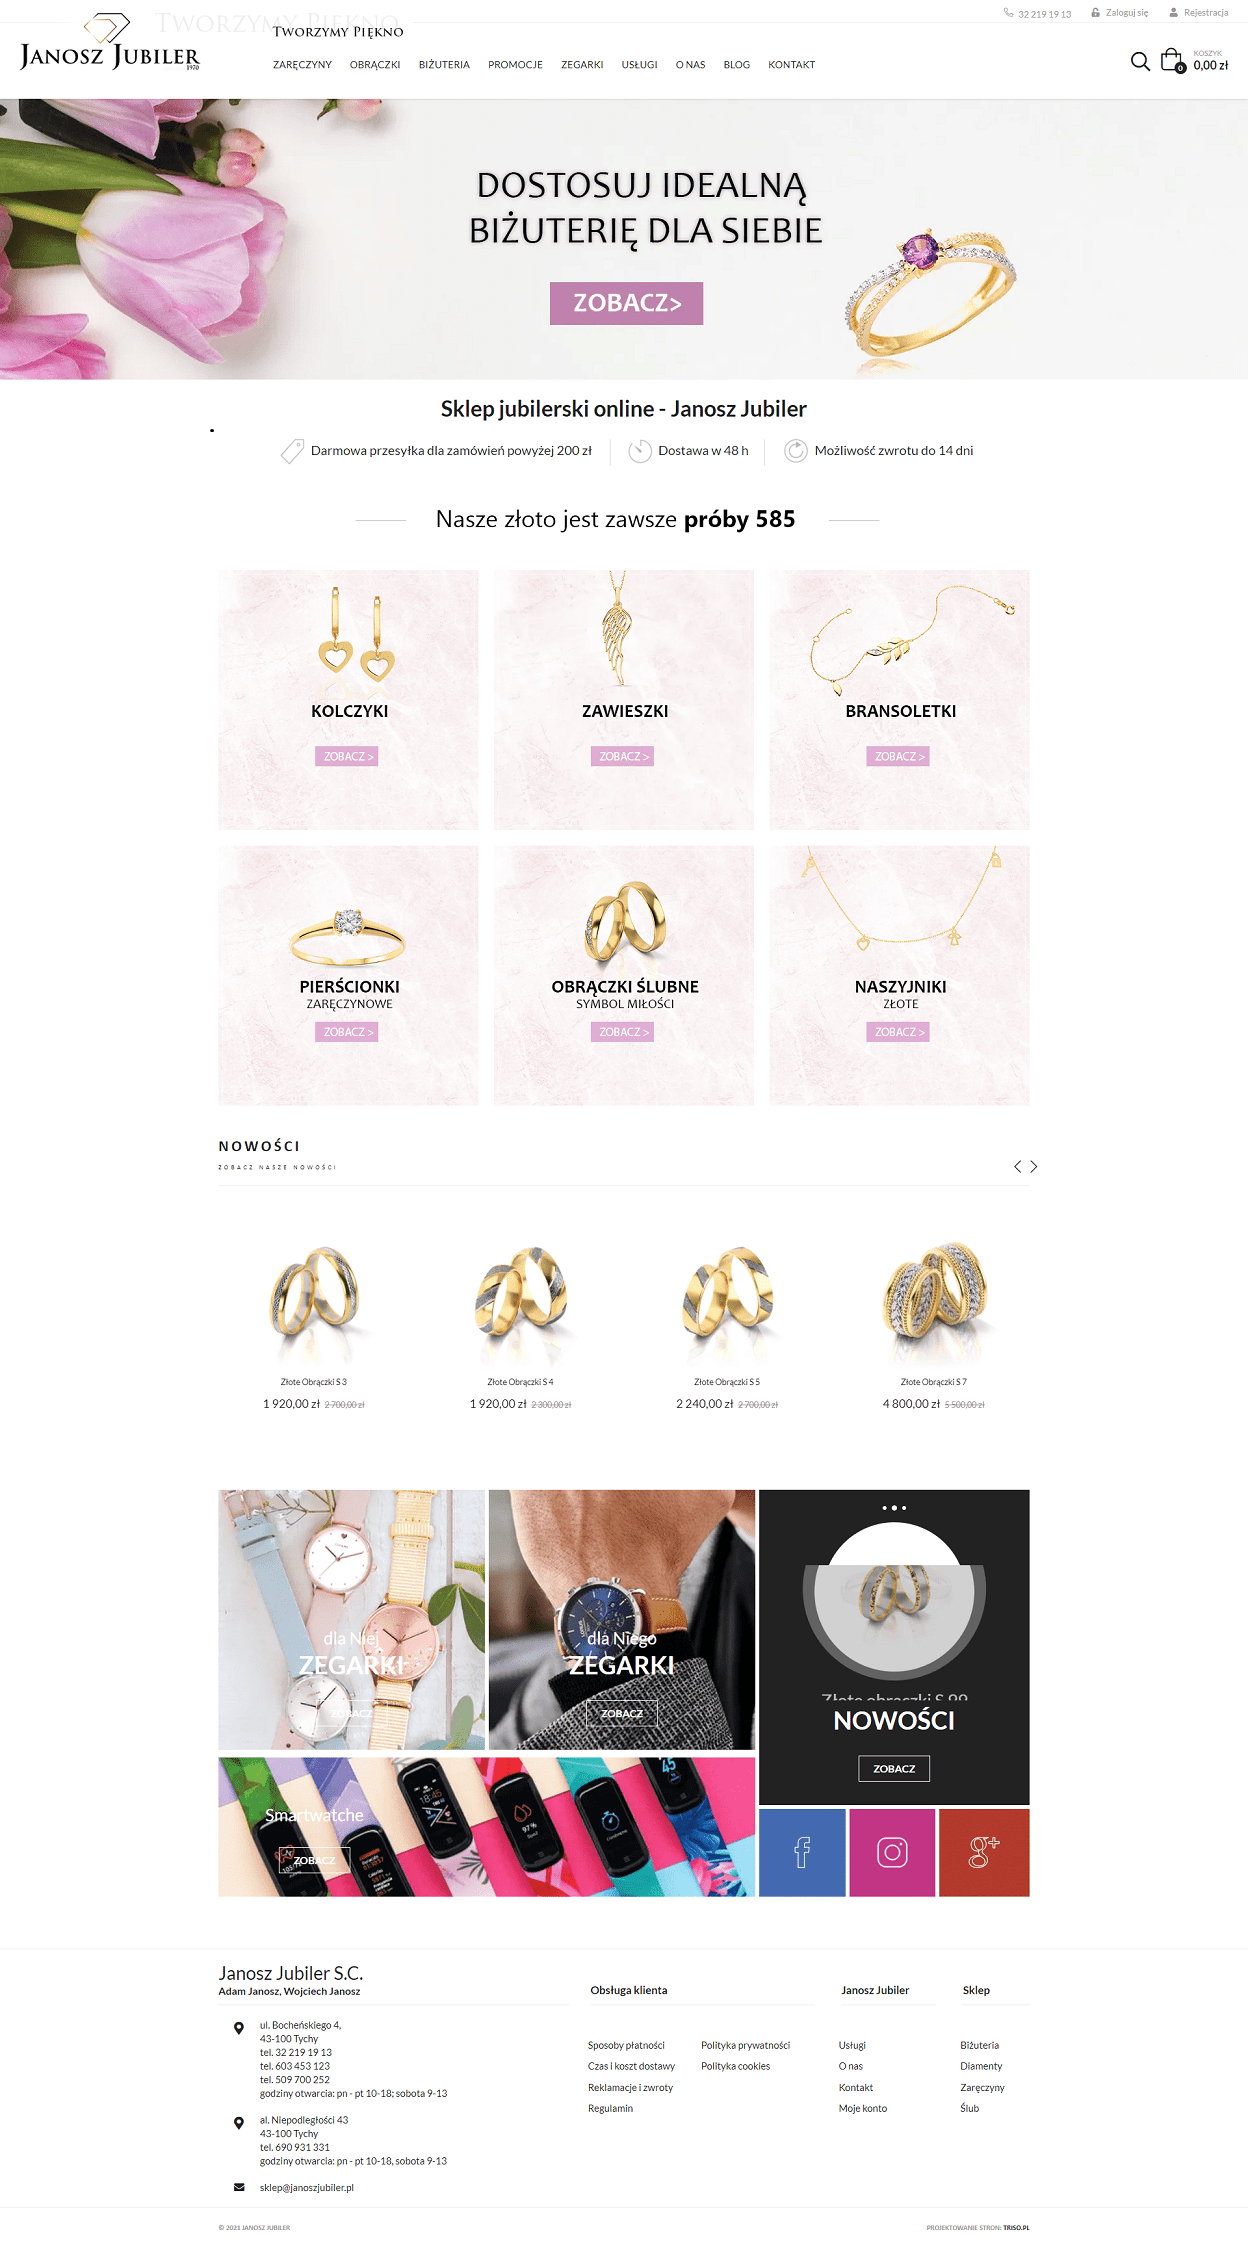 Tworzymy Piękno
32 219 19 13 Zaloguj się Rejestracja
Janosz Jubiler
1970
Tworzymy Piękno
ZARĘCZYNY OBRĄCZKI BIŻUTERIA PROMOCJE ZEGARKI USŁUGI O NAS BLOG KONTAKT
KOSZYK
0
0,00 zł
DOSTOSUJ IDEALNĄ
BIŻUTERIĘ DLA SIEBIE
ZOBACZ>
Sklep jubilerski online - Janosz Jubiler
Darmowa przesyłka dla zamówień powyżej 200 zł Dostawa w 48 h Możliwość zwrotu do 14 dni
Nasze złoto jest zawsze próby 585
KOLCZYKI ZAWIESZKI BRANSOLETKI
ZOBACZ > ZOBACZ > ZOBACZ >
PIERŚCIONKI OBRĄCZKI ŚLUBNE NASZYJNIKI
ZARĘCZYNOWE SYMBOL MIŁOŚCI ZŁOTE
ZOBACZ > ZOBACZ > ZOBACZ >
NOWOŚCI
ZOBACZ NASZE NOWOŚCI
Złote Obrączki S 3 Złote Obrączki S 4 Złote Obrączki S 5 Złote Obrączki S 7
1 920,00 zł 2 700,00 zł 1 920,00 zł 2 300,00 zł 2 240,00 zł 2 700,00 zł 4 800,00 zł 5 500,00 zł
dla Niej
ZEGARKI
ZOBACZ
dla Niego
ZEGARKI
ZOBACZ
Złote obrączki S 99
NOWOŚCI
ZOBACZ
Smartwatche
ZOBACZ
Janosz Jubiler S.C.
Adam Janosz, Wojciech Janosz
ul. Bocheńskiego 4,
43-100 Tychy
tel. 32 219 19 13
tel. 603 453 123
tel. 509 700 252
godziny otwarcia: pn - pt 10-18; sobota 9-13
al. Niepodległości 43
43-100 Tychy
tel. 690 931 331
godziny otwarcia: pn - pt 10-18, sobota 9-13
sklep@janoszjubiler.pl
Obsługa klienta
Sposoby płatności
Czas i koszt dostawy
Reklamacje i zwroty
Regulamin
Polityka prywatności
Polityka cookies
Janosz Jubiler
Usługi
O nas
Kontakt
Moje konto
Sklep
Biżuteria
Diamenty
Zaręczyny
Ślub
© 2021 JANOSZ JUBILER
PROJEKTOWANIE STRON: TRISO.PL